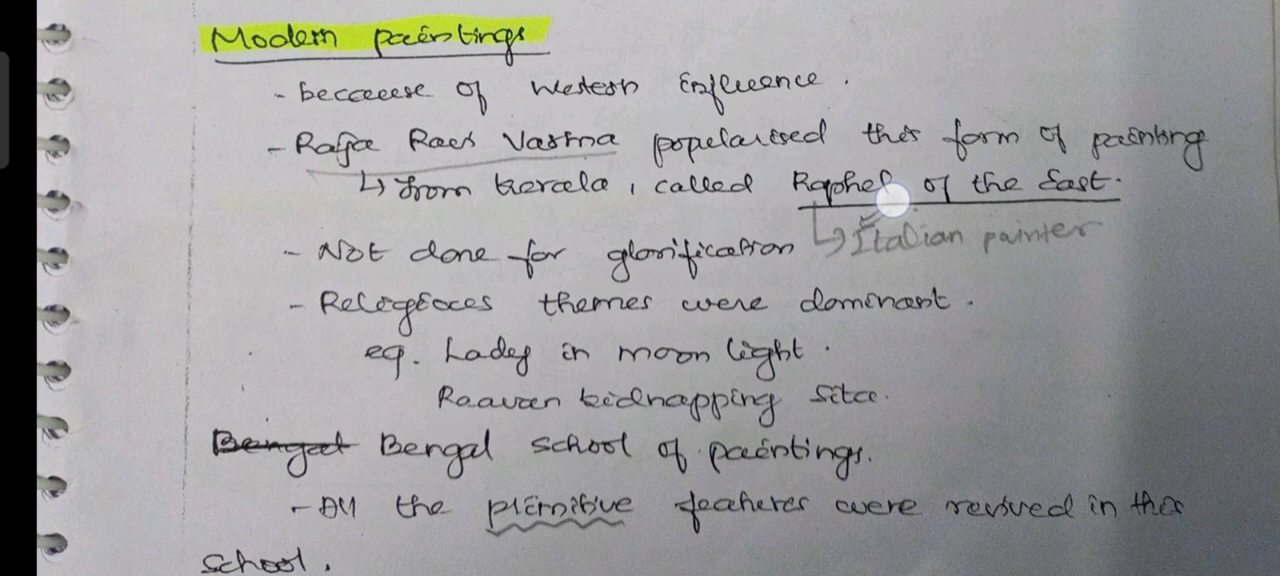 Modern paintings
- because of Western influence.
- Raja Ravi Varma popularised this form of painting
↳ from Kerala, called Raphel of the East.
↳ Italian painter
- Not done for glorification
- Religious themes were dominant.
eg. Lady in moon light.
Raavan kidnapping Sita.
Bengal Bengal school of paintings.
- All the primitive features were revived in this
school.